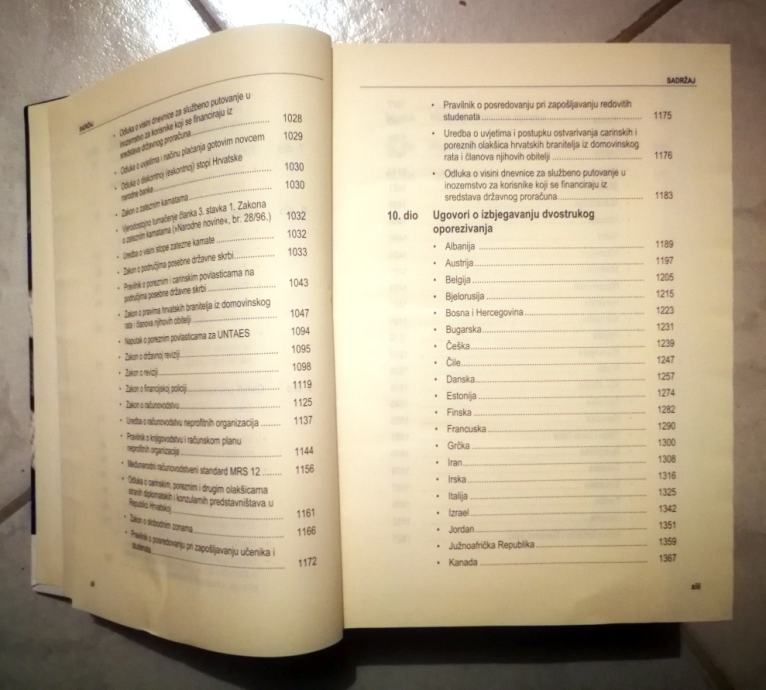 SADRŽAJ
• Odluka o visini dnevnice za službeno putovanje u
inozemstvo za korisnike koji se financiraju iz
sredstava državnog proračuna 1028
• Odluka o uvjetima i načinu plaćanja gotovim novcem 1029
• Odluka o diskontnoj (eskontnoj) stopi Hrvatske
narodne banke 1030
• Zakon o zateznim kamatama 1030
• Vjerodostojno tumačenje članka 3. stavka 1. Zakona
o zateznim kamatama (»Narodne novine«, br. 28/96.) 1032
• Uredba o visini stope zatezne kamate 1032
• Zakon o područjima posebne državne skrbi 1033
• Pravilnik o poreznim i carinskim povlasticama na
području posebne državne skrbi 1043
• Zakon o pravima hrvatskih branitelja iz domovinskog
rata i članova njihovih obitelji 1047
• Naputak o poreznim povlasticama za UNTAES 1094
• Zakon o državnoj reviziji 1095
• Zakon o reviziji 1098
• Zakon o financijskoj policiji 1119
• Zakon o računovodstvu 1125
• Uredba o računovodstvu neprofitnih organizacija 1137
• Pravilnik o knjigovodstvu i računskom planu
neprofitnih organizacija 1144
• Međunarodni računovodstveni standard MRS 12 1156
• Odluka o carinskim, poreznim i drugim olakšicama
stranih diplomatskih i konzularnih predstavništava u
Republici Hrvatskoj 1161
• Zakon o slobodnim zonama 1166
• Pravilnik o posredovanju pri zapošljavanju učenika i
studenata 1172
SADRŽAJ
• Pravilnik o posredovanju pri zapošljavanju redovitih
studenata 1175
• Uredba o uvjetima i postupku ostvarivanja carinskih i
poreznih olakšica hrvatskih branitelja iz domovinskog
rata i članova njihovih obitelji 1176
• Odluka o visini dnevnice za službeno putovanje u
inozemstvo za korisnike koji se financiraju iz
sredstava državnog proračuna 1183
10. dio Ugovori o izbjegavanju dvostrukog
oporezivanja
• Albanija 1189
• Austrija 1197
• Belgija 1205
• Bjelorusija 1215
• Bosna i Hercegovina 1223
• Bugarska 1231
• Češka 1239
• Čile 1247
• Danska 1257
• Estonija 1274
• Finska 1282
• Francuska 1290
• Grčka 1300
• Iran 1308
• Irska 1316
• Italija 1325
• Izrael 1342
• Jordan 1351
• Južnoafrička Republika 1359
• Kanada 1367
xiii